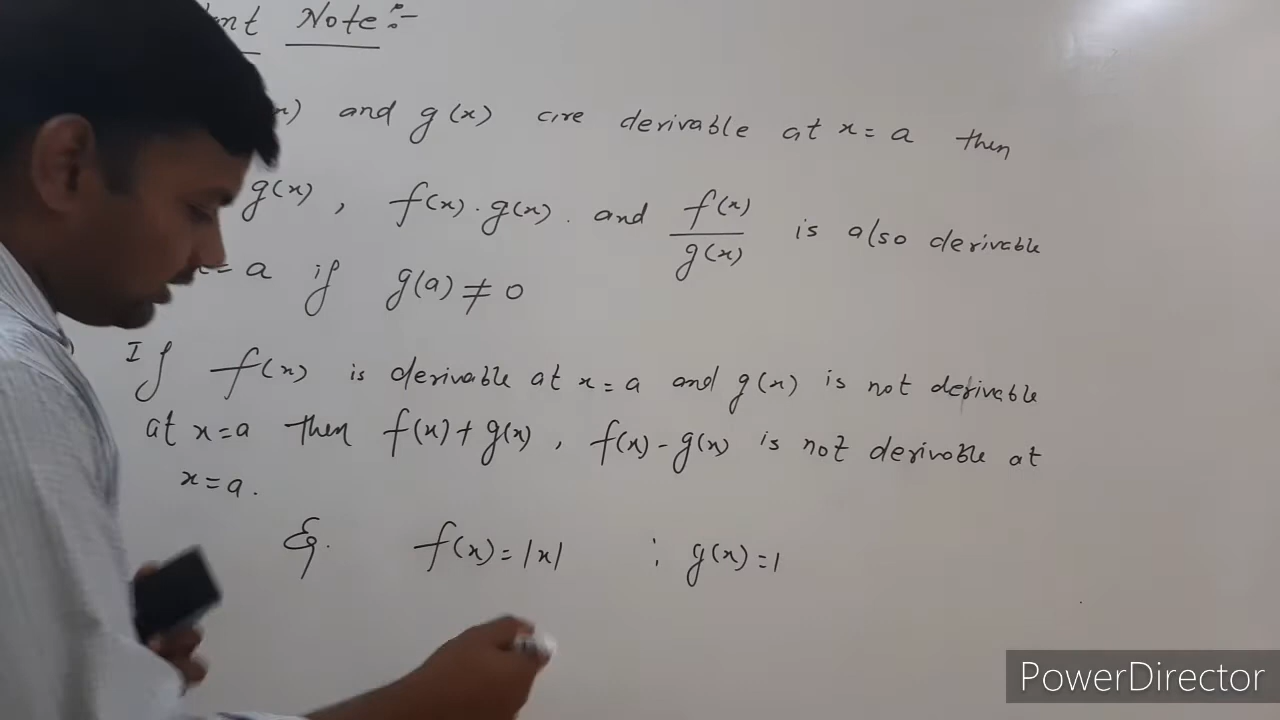 Note :-
and g(x) are derivable at x = a then
g(x) , f(x) . g(x) . and f(x)/g(x) is also derivable
= a if g(a) ≠ 0
If f(x) is derivable at x = a and g(x) is not derivable
at x = a then f(x) + g(x) , f(x) - g(x) is not derivable at
x = a .
Eg. f(x) = |x| ; g(x) = 1
PowerDirector